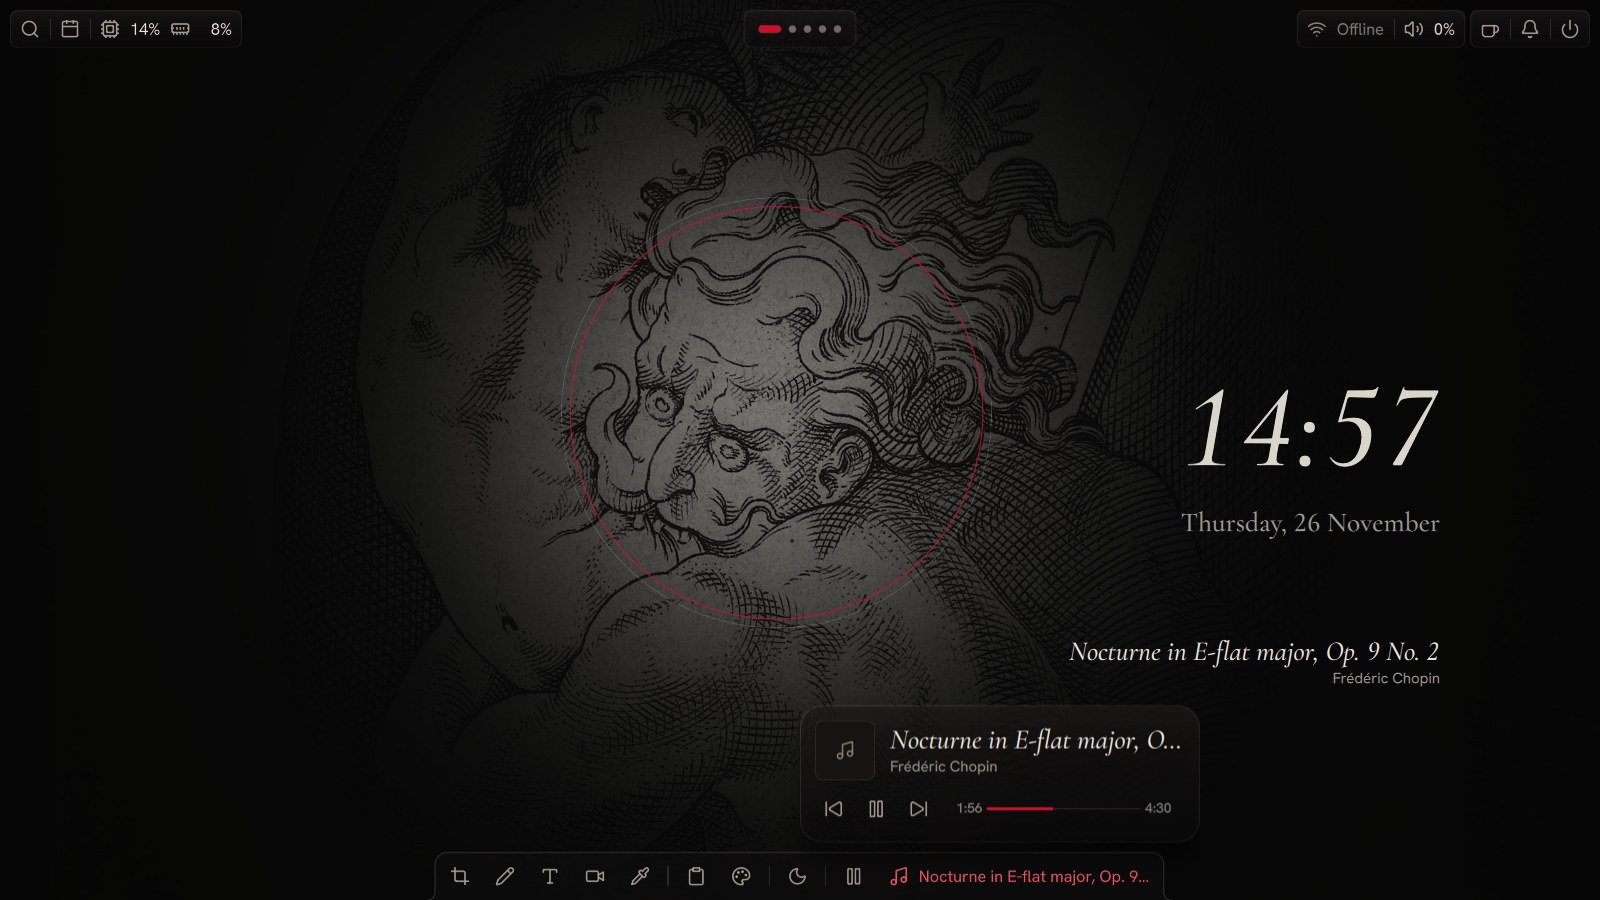 14% 8%
Offline 0%
14:57
Thursday, 26 November
Nocturne in E-flat major, Op. 9 No. 2
Frédéric Chopin
Nocturne in E-flat major, O...
Frédéric Chopin
1:56 4:30
Nocturne in E-flat major, Op. 9...